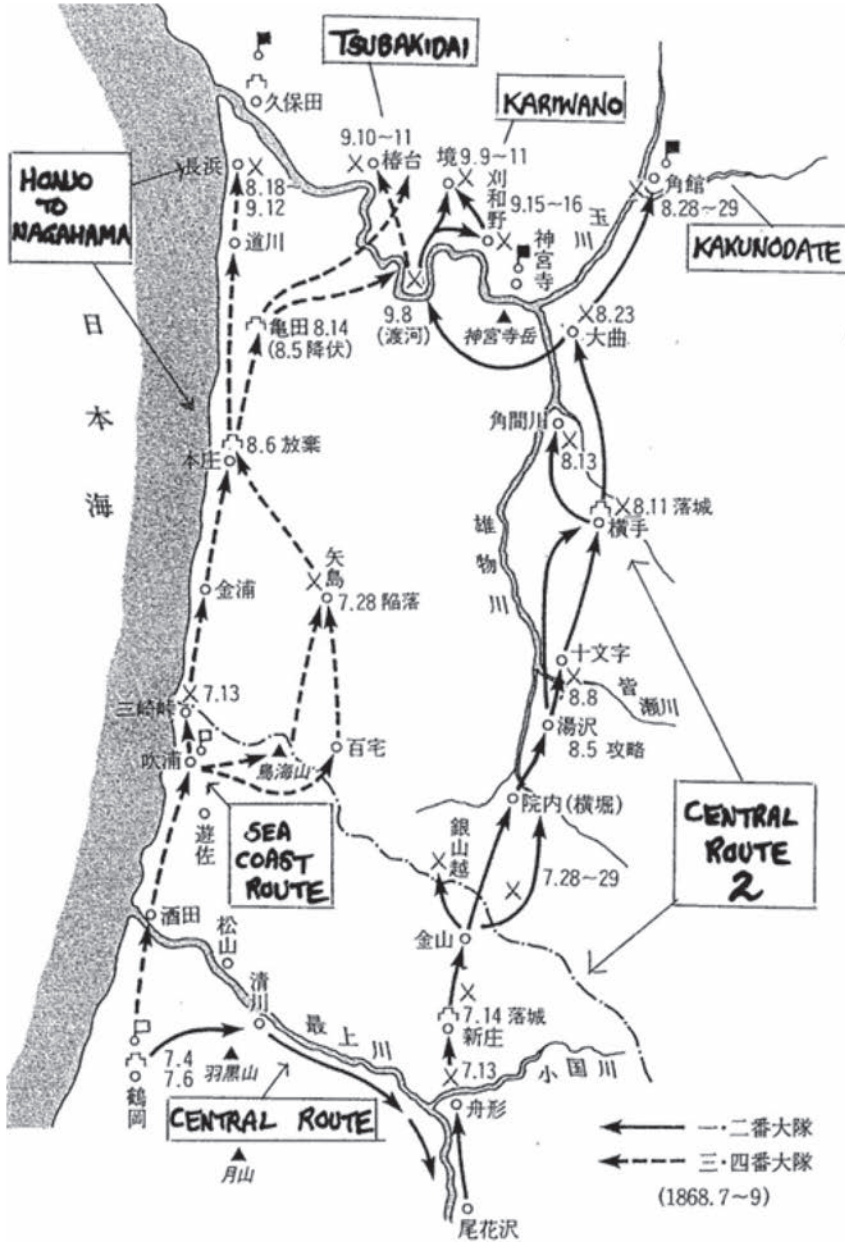 TSUBAKIDAI
KARIWANO
久保田
9.10～11
椿台
境 9.9～11
刈和野
9.15～16
長浜
8.18～
9.12
HONJO
TO
NAGAHAMA
道川
玉川
角館
8.28～29
KAKUNODATE
神宮寺
9.8
(渡河)
神宮寺岳
8.23
大曲
亀田 8.14
(8.5降伏)
日本海
角間川
8.13
8.6 放棄
本庄
8.11 落城
横手
雄物川
矢島
7.28 陥落
金浦
十文字
8.8
皆瀬川
7.13
三崎峠
湯沢
8.5 攻略
吹浦
鳥海山
百宅
院内(横堀)
遊佐
SEA
COAST
ROUTE
CENTRAL
ROUTE
2
銀山越
7.28～29
酒田
松山
金山
清川
最上川
7.14 落城
新庄
小国川
7.4
7.6
羽黒山
7.13
鶴岡
CENTRAL ROUTE
舟形
月山
一・二番大隊
三・四番大隊
(1868.7～9)
尾花沢